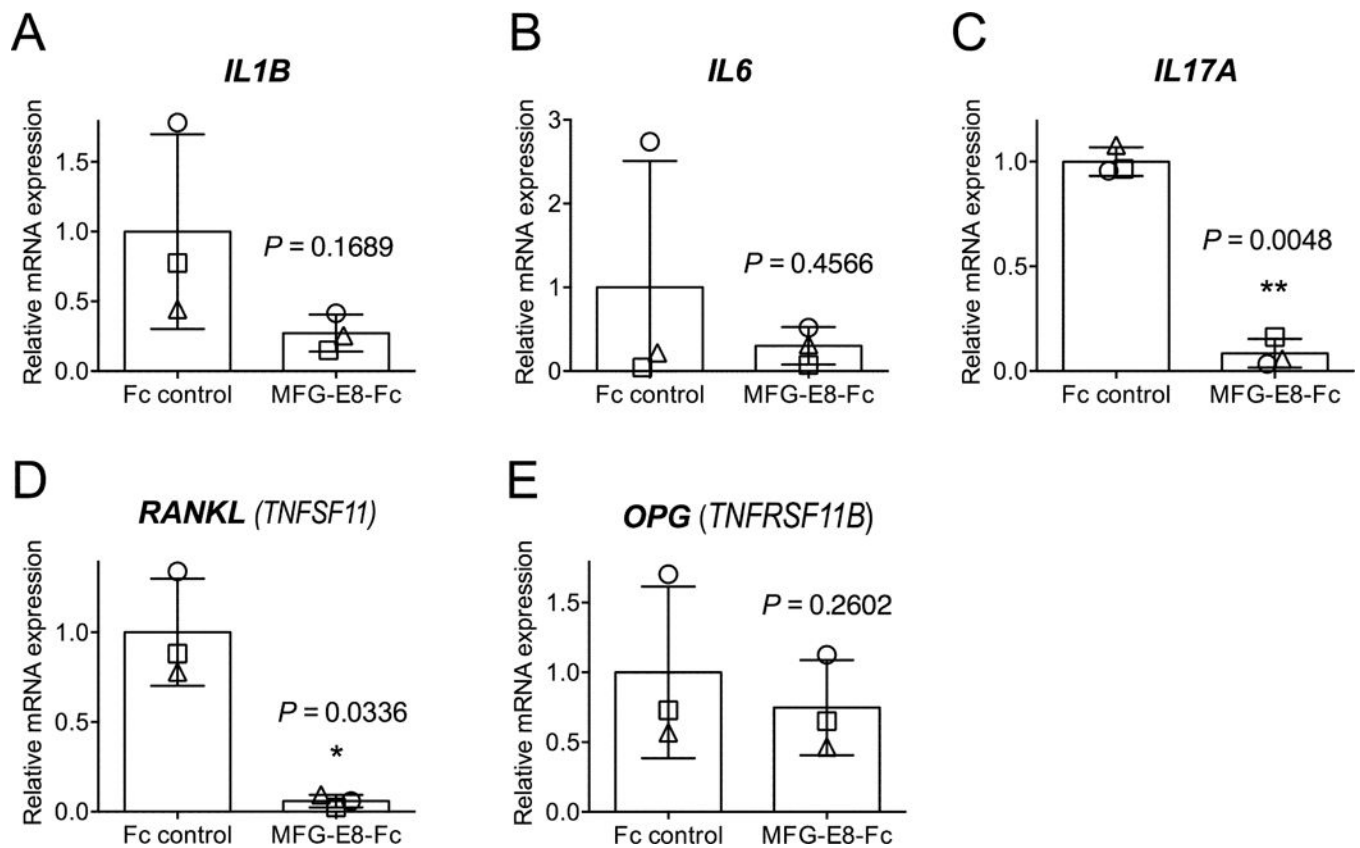 A
IL1B
Relative mRNA expression
1.5
1.0
0.5
0.0
P = 0.1689
Fc control
MFG-E8-Fc
B
IL6
Relative mRNA expression
3
2
1
0
P = 0.4566
Fc control
MFG-E8-Fc
C
IL17A
Relative mRNA expression
1.0
0.5
0.0
P = 0.0048
**
Fc control
MFG-E8-Fc
D
RANKL (TNFSF11)
Relative mRNA expression
1.0
0.5
0.0
P = 0.0336
*
Fc control
MFG-E8-Fc
E
OPG (TNFRSF11B)
Relative mRNA expression
1.5
1.0
0.5
0.0
P = 0.2602
Fc control
MFG-E8-Fc